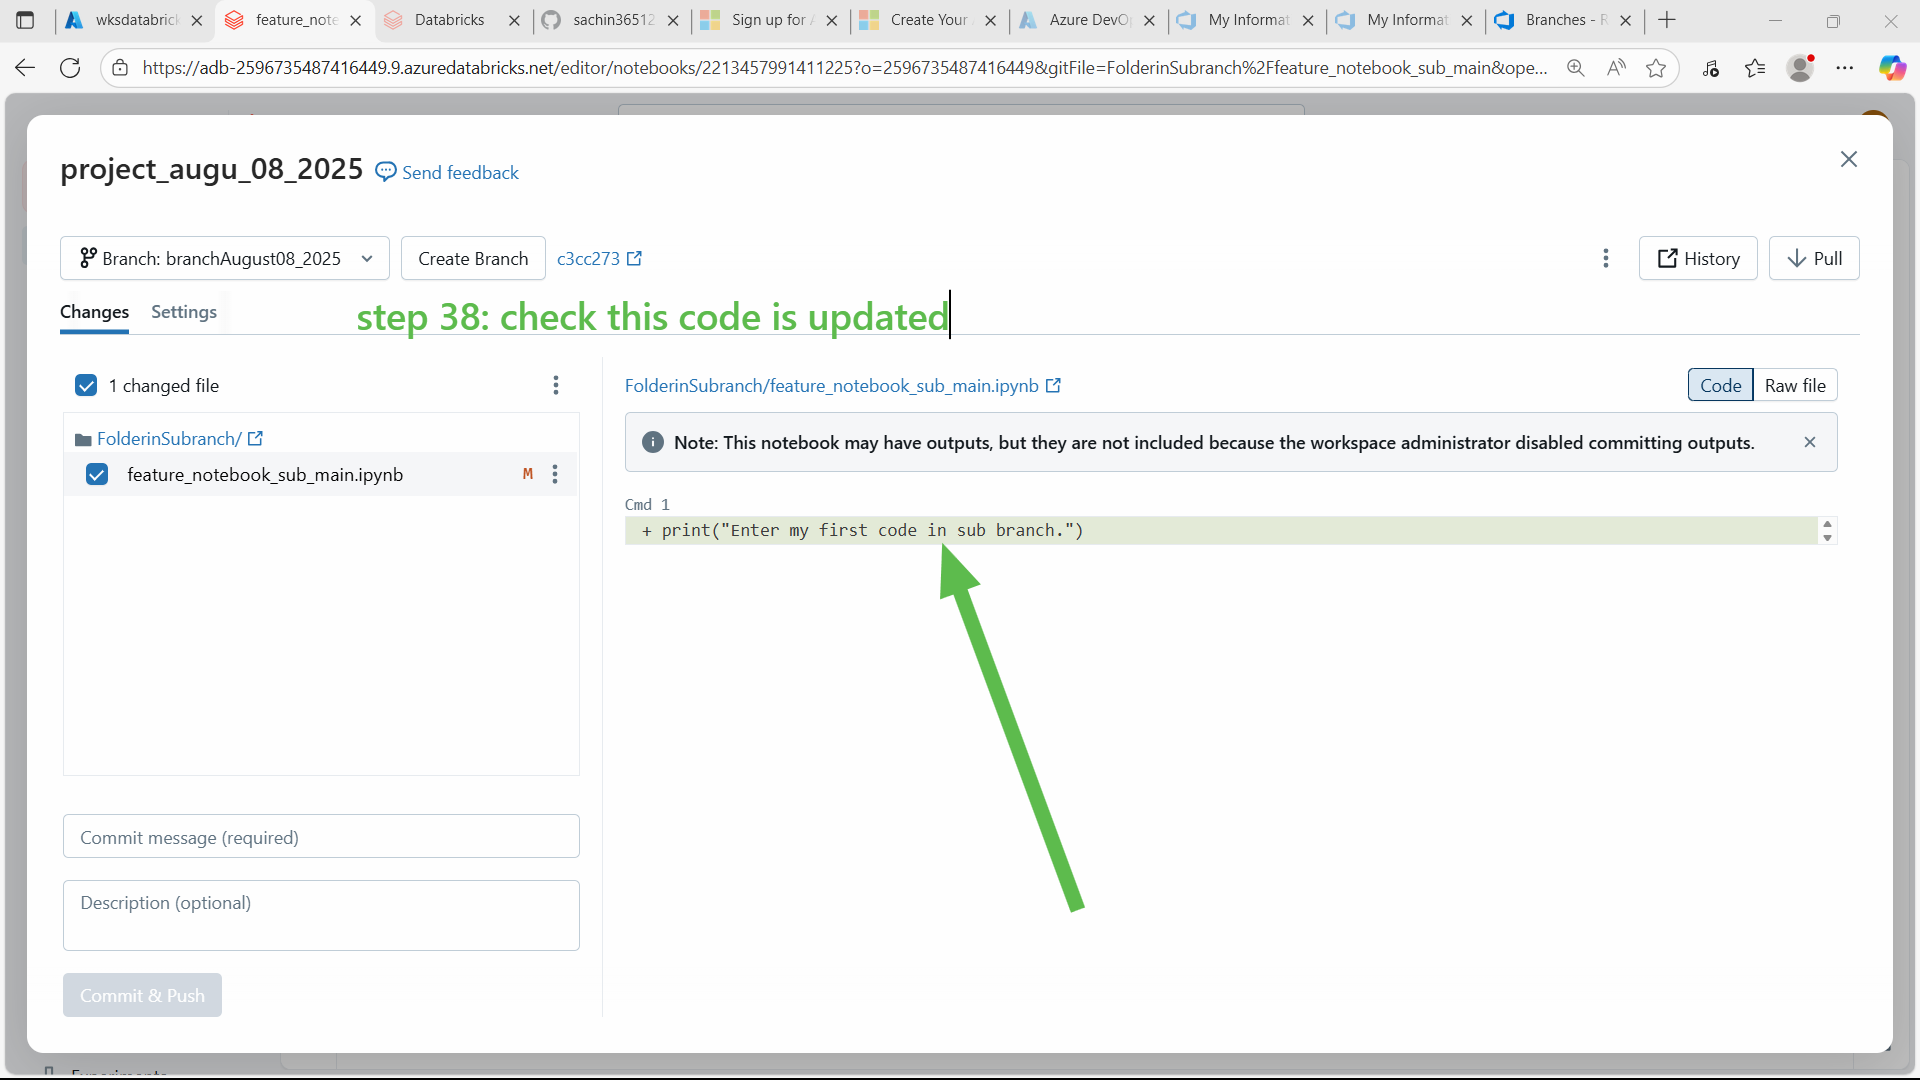 wksdatabrick
feature_note
Databricks
sachin36512
Sign up for A
Create Your
Azure DevO
My Informat
My Informat
Branches - R
https://adb-2596735487416449.9.azuredatabricks.net/editor/notebooks/2213457991411225?o=2596735487416449&gitFile=FolderinSubranch%2Ffeature_notebook_sub_main&ope...
project_augu_08_2025
Send feedback
Branch: branchAugust08_2025
Create Branch
c3cc273
History
Pull
Changes
Settings
step 38: check this code is updated
1 changed file
FolderinSubranch/feature_notebook_sub_main.ipynb
Code
Raw file
FolderinSubranch/
Note: This notebook may have outputs, but they are not included because the workspace administrator disabled committing outputs.
feature_notebook_sub_main.ipynb
M
Cmd 1
+ print("Enter my first code in sub branch.")
Commit message (required)
Description (optional)
Commit & Push